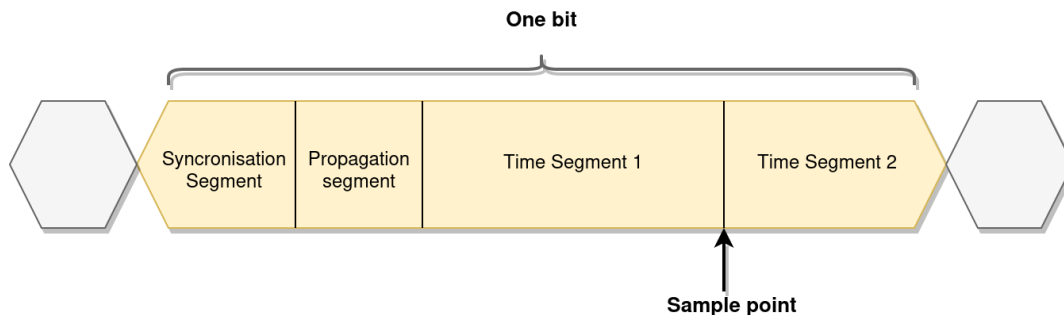 One bit
Syncronisation
Segment
Propagation
segment
Time Segment 1
Time Segment 2
Sample point